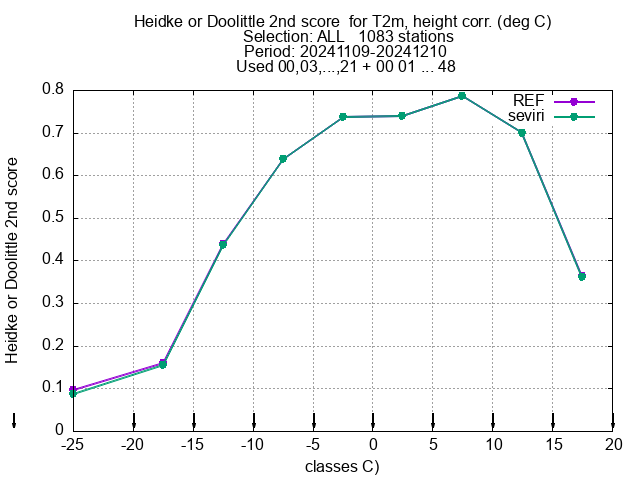 Heidke or Doolittle 2nd score  for T2m, height corr. (deg C)
Selection: ALL   1083 stations
Period: 20241109-20241210
Used 00,03,...,21 + 00 01 ... 48
REF
seviri
Heidke or Doolittle 2nd score
0.8
0.7
0.6
0.5
0.4
0.3
0.2
0.1
0
-25 -20 -15 -10 -5 0 5 10 15 20
classes C)